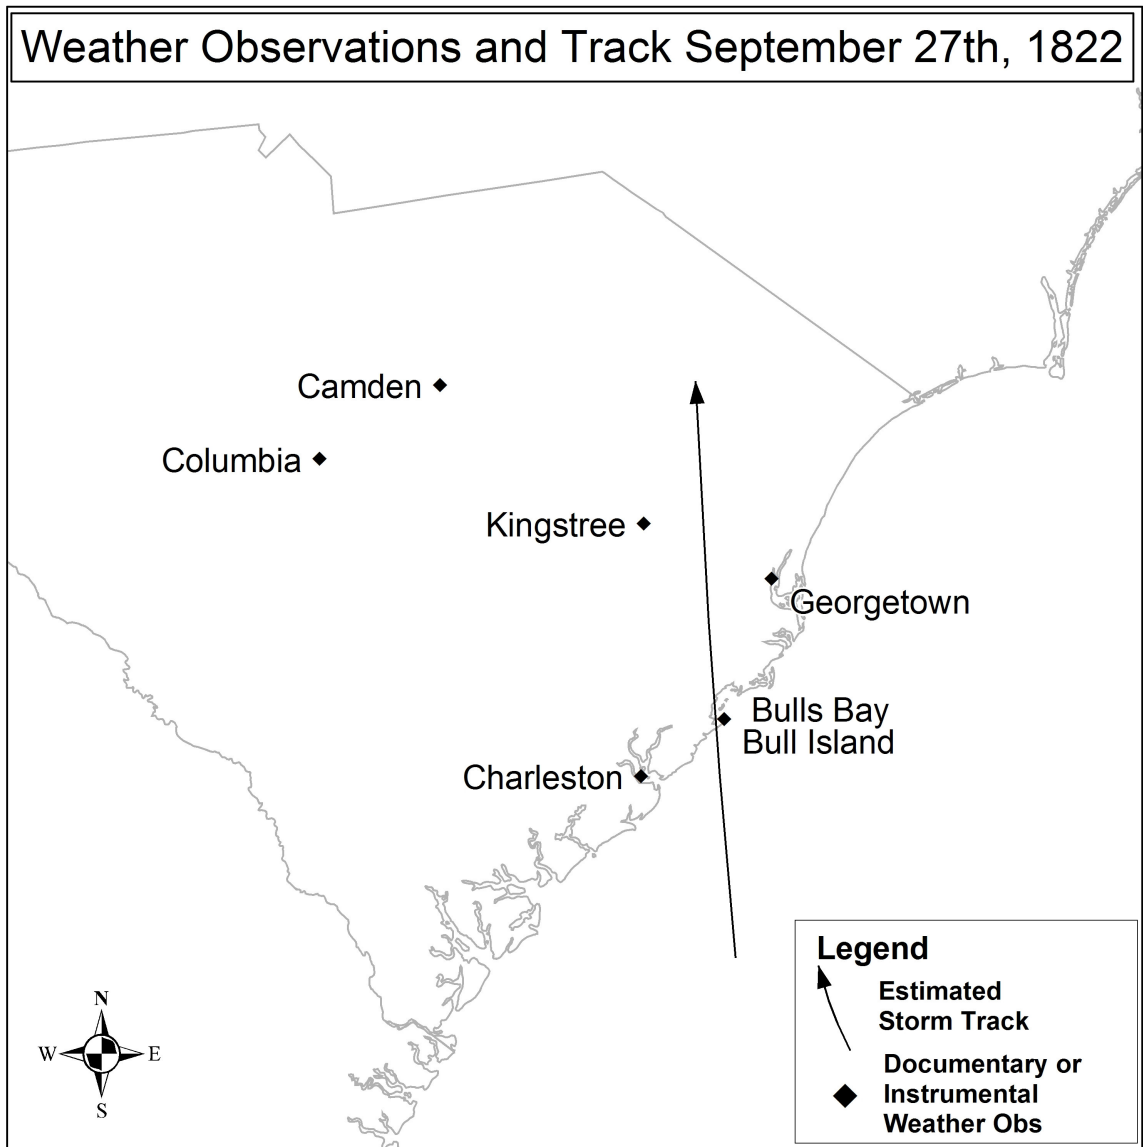 Weather Observations and Track September 27th, 1822
Camden
Columbia
Kingstree
Georgetown
Bulls Bay
Bull Island
Charleston
Legend
Estimated
Storm Track
Documentary or
Instrumental
Weather Obs
N
W E
S